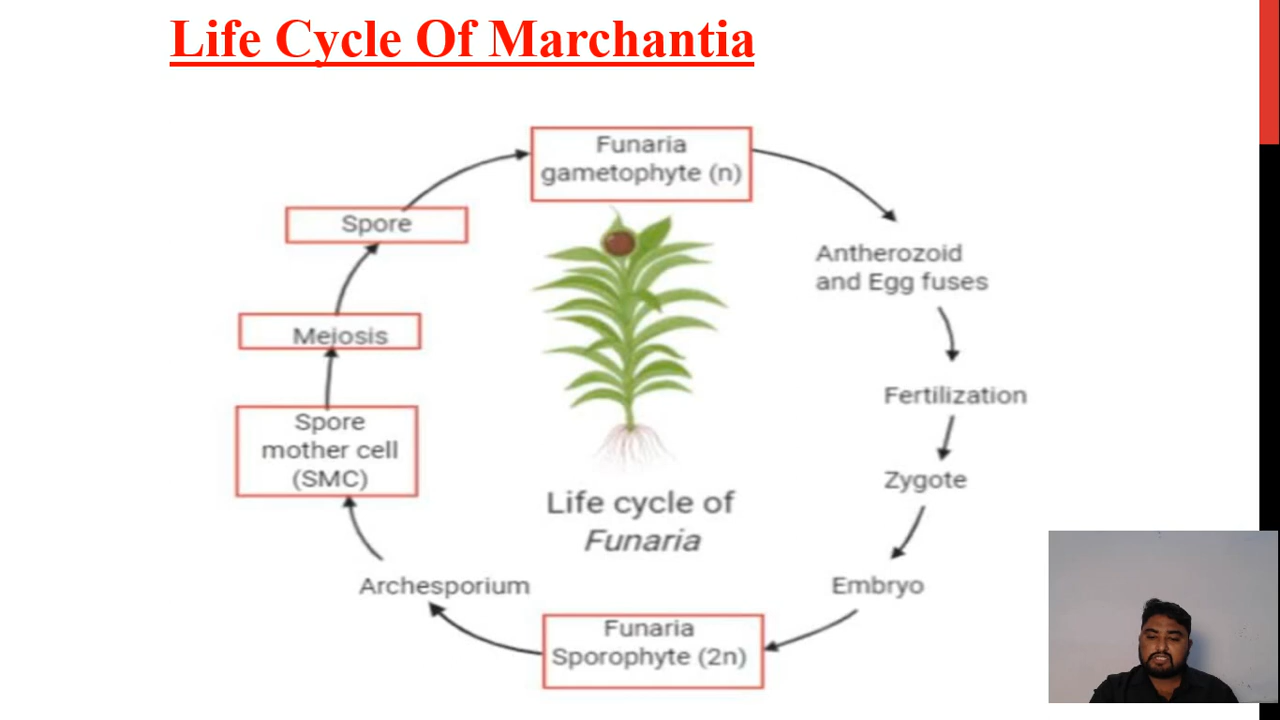 Life Cycle Of Marchantia
Funaria
gametophyte (n)
Antherozoid
and Egg fuses
Fertilization
Zygote
Embryo
Funaria
Sporophyte (2n)
Archesporium
Spore
mother cell
(SMC)
Meiosis
Spore
Life cycle of
Funaria